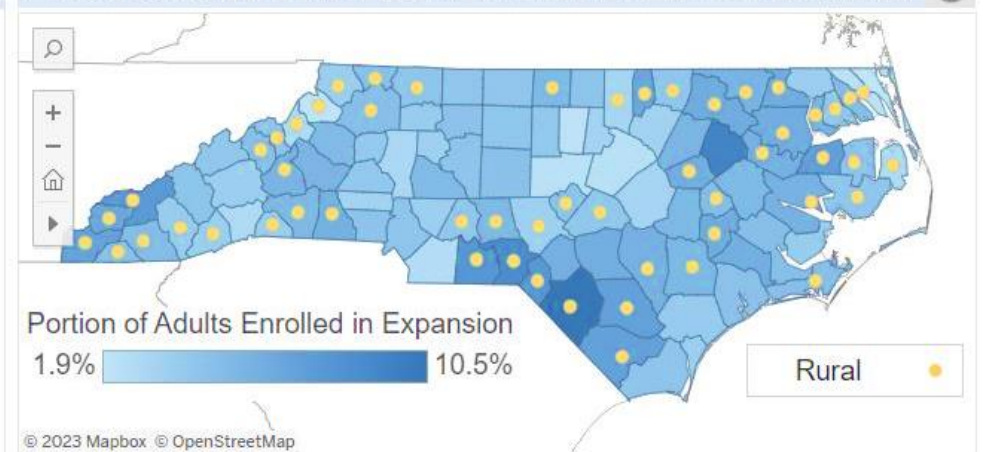 +
−
Portion of Adults Enrolled in Expansion
1.9% 10.5%
Rural
© 2023 Mapbox © OpenStreetMap